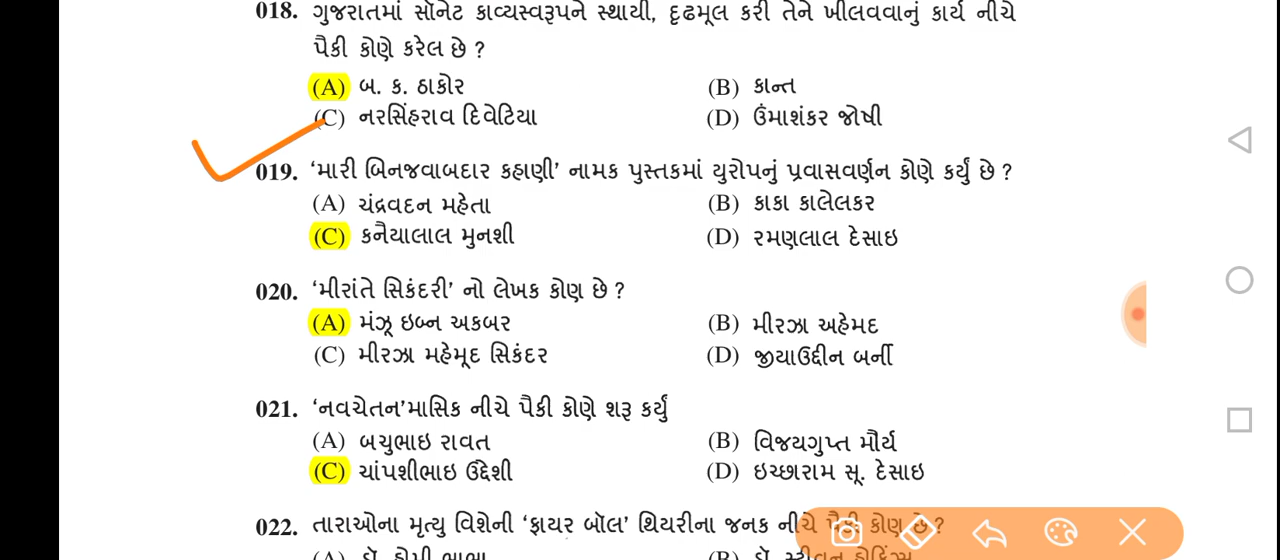 018. ગુજરાતમાં સૉનેટ કાવ્યસ્વરૂપને સ્થાયી, દૃઢમૂલ કરી તેને ખીલવવાનું કાર્ય નીચે
પૈકી કોણે કરેલ છે ?
(A) બ. ક. ઠાકોર (B) કાન્ત
(C) નરસિંહરાવ દિવેટિયા (D) ઉંમાશંકર જોષી
019. ‘મારી બિનજવાબદાર કહાણી’ નામક પુસ્તકમાં યુરોપનું પ્રવાસવર્ણન કોણે કર્યું છે ?
(A) ચંદ્રવદન મહેતા (B) કાકા કાલેલકર
(C) કનૈયાલાલ મુનશી (D) રમણલાલ દેસાઇ
020. ‘મીરાંતે સિકંદરી’ નો લેખક કોણ છે ?
(A) મંઝૂ ઇબ્ન અકબર (B) મીરઝા અહેમદ
(C) મીરઝા મહેમૂદ સિકંદર (D) જીયાઉદ્દીન બર્ની
021. ‘નવચેતન’માસિક નીચે પૈકી કોણે શરૂ કર્યું
(A) બચુભાઇ રાવત (B) વિજયગુપ્ત મૌર્ય
(C) ચાંપશીભાઇ ઉદ્દેશી (D) ઇચ્છારામ સૂ. દેસાઇ
022. તારાઓના મૃત્યુ વિશેની ‘ફાયર બૉલ’ થિયરીના જનક નીચે પૈકી કોણ છે ?
(A) ડૉ. હોમી ભાભા (B) ડૉ. સ્ટીવન હોકિંગ્સ